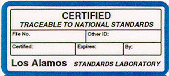 CERTIFIED
TRACEABLE TO NATIONAL STANDARDS
File No. Other ID:
Certified: Expires: By:
Los Alamos STANDARDS LABORATORY